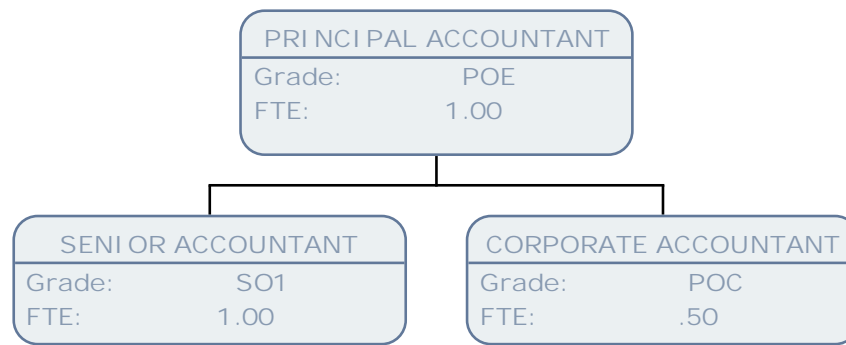 PRINCIPAL ACCOUNTANT
Grade: POE
FTE: 1.00
SENIOR ACCOUNTANT
Grade: SO1
FTE: 1.00
CORPORATE ACCOUNTANT
Grade: POC
FTE: .50